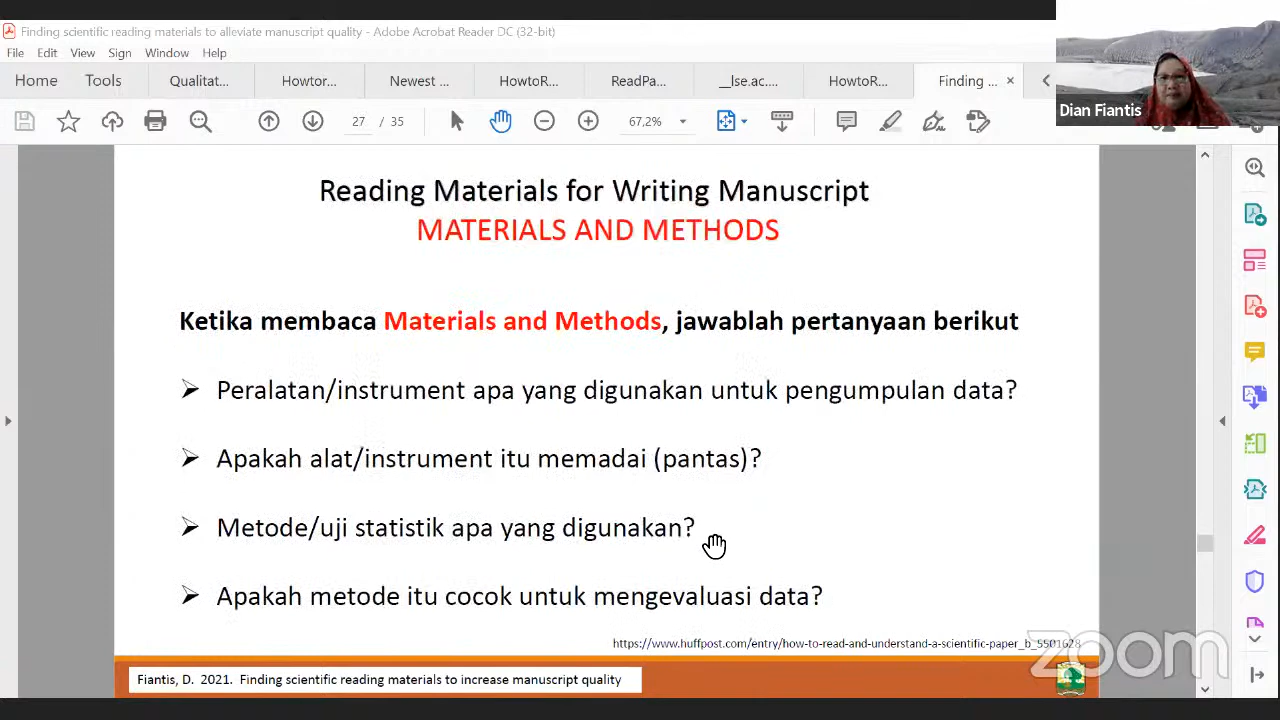 Finding scientific reading materials to alleviate manuscript quality - Adobe Acrobat Reader DC (32-bit)
File Edit View Sign Window Help
Home Tools Qualitat... Howtor... Newest ... HowtoR... ReadPa... __lse.ac.... HowtoR... Finding ... ×
27 / 35 67,2%
Dian Fiantis
Reading Materials for Writing Manuscript
MATERIALS AND METHODS
Ketika membaca Materials and Methods, jawablah pertanyaan berikut
➢ Peralatan/instrument apa yang digunakan untuk pengumpulan data?
➢ Apakah alat/instrument itu memadai (pantas)?
➢ Metode/uji statistik apa yang digunakan?
➢ Apakah metode itu cocok untuk mengevaluasi data?
https://www.huffpost.com/entry/how-to-read-and-understand-a-scientific-paper_b_5501628
zoom
Fiantis, D. 2021. Finding scientific reading materials to increase manuscript quality